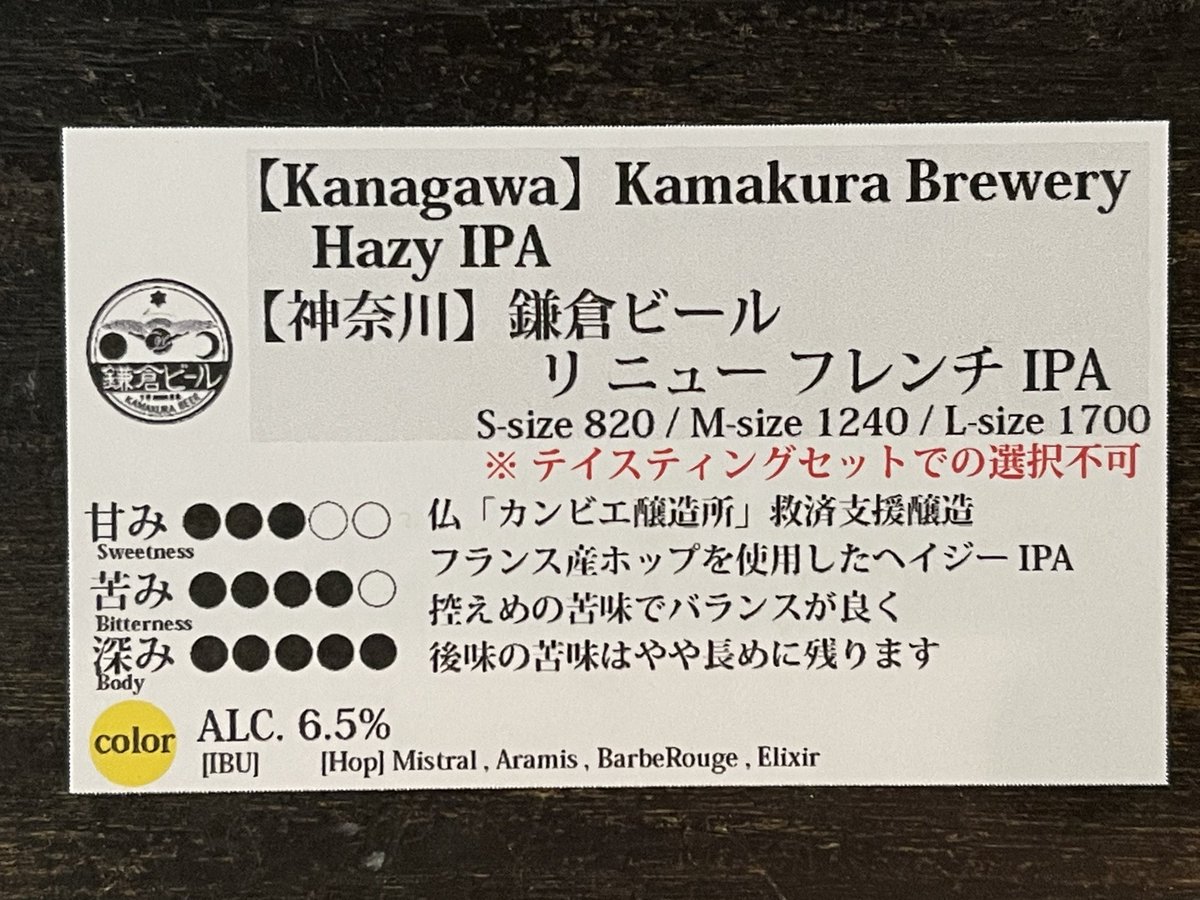 【Kanagawa】Kamakura Brewery
Hazy IPA
【神奈川】鎌倉ビール
リ ニュー フレンチ IPA
S-size 820 / M-size 1240 / L-size 1700
※ テイスティングセットでの選択不可
鎌倉ビール
KAMAKURA BEER
甘み ●●●○○
Sweetness
苦み ●●●●○
Bitterness
深み ●●●●●
Body
仏「カンビエ醸造所」救済支援醸造
フランス産ホップを使用したヘイジー IPA
控えめの苦味でバランスが良く
後味の苦味はやや長めに残ります
color
ALC. 6.5%
[IBU] [Hop] Mistral , Aramis , BarbeRouge , Elixir